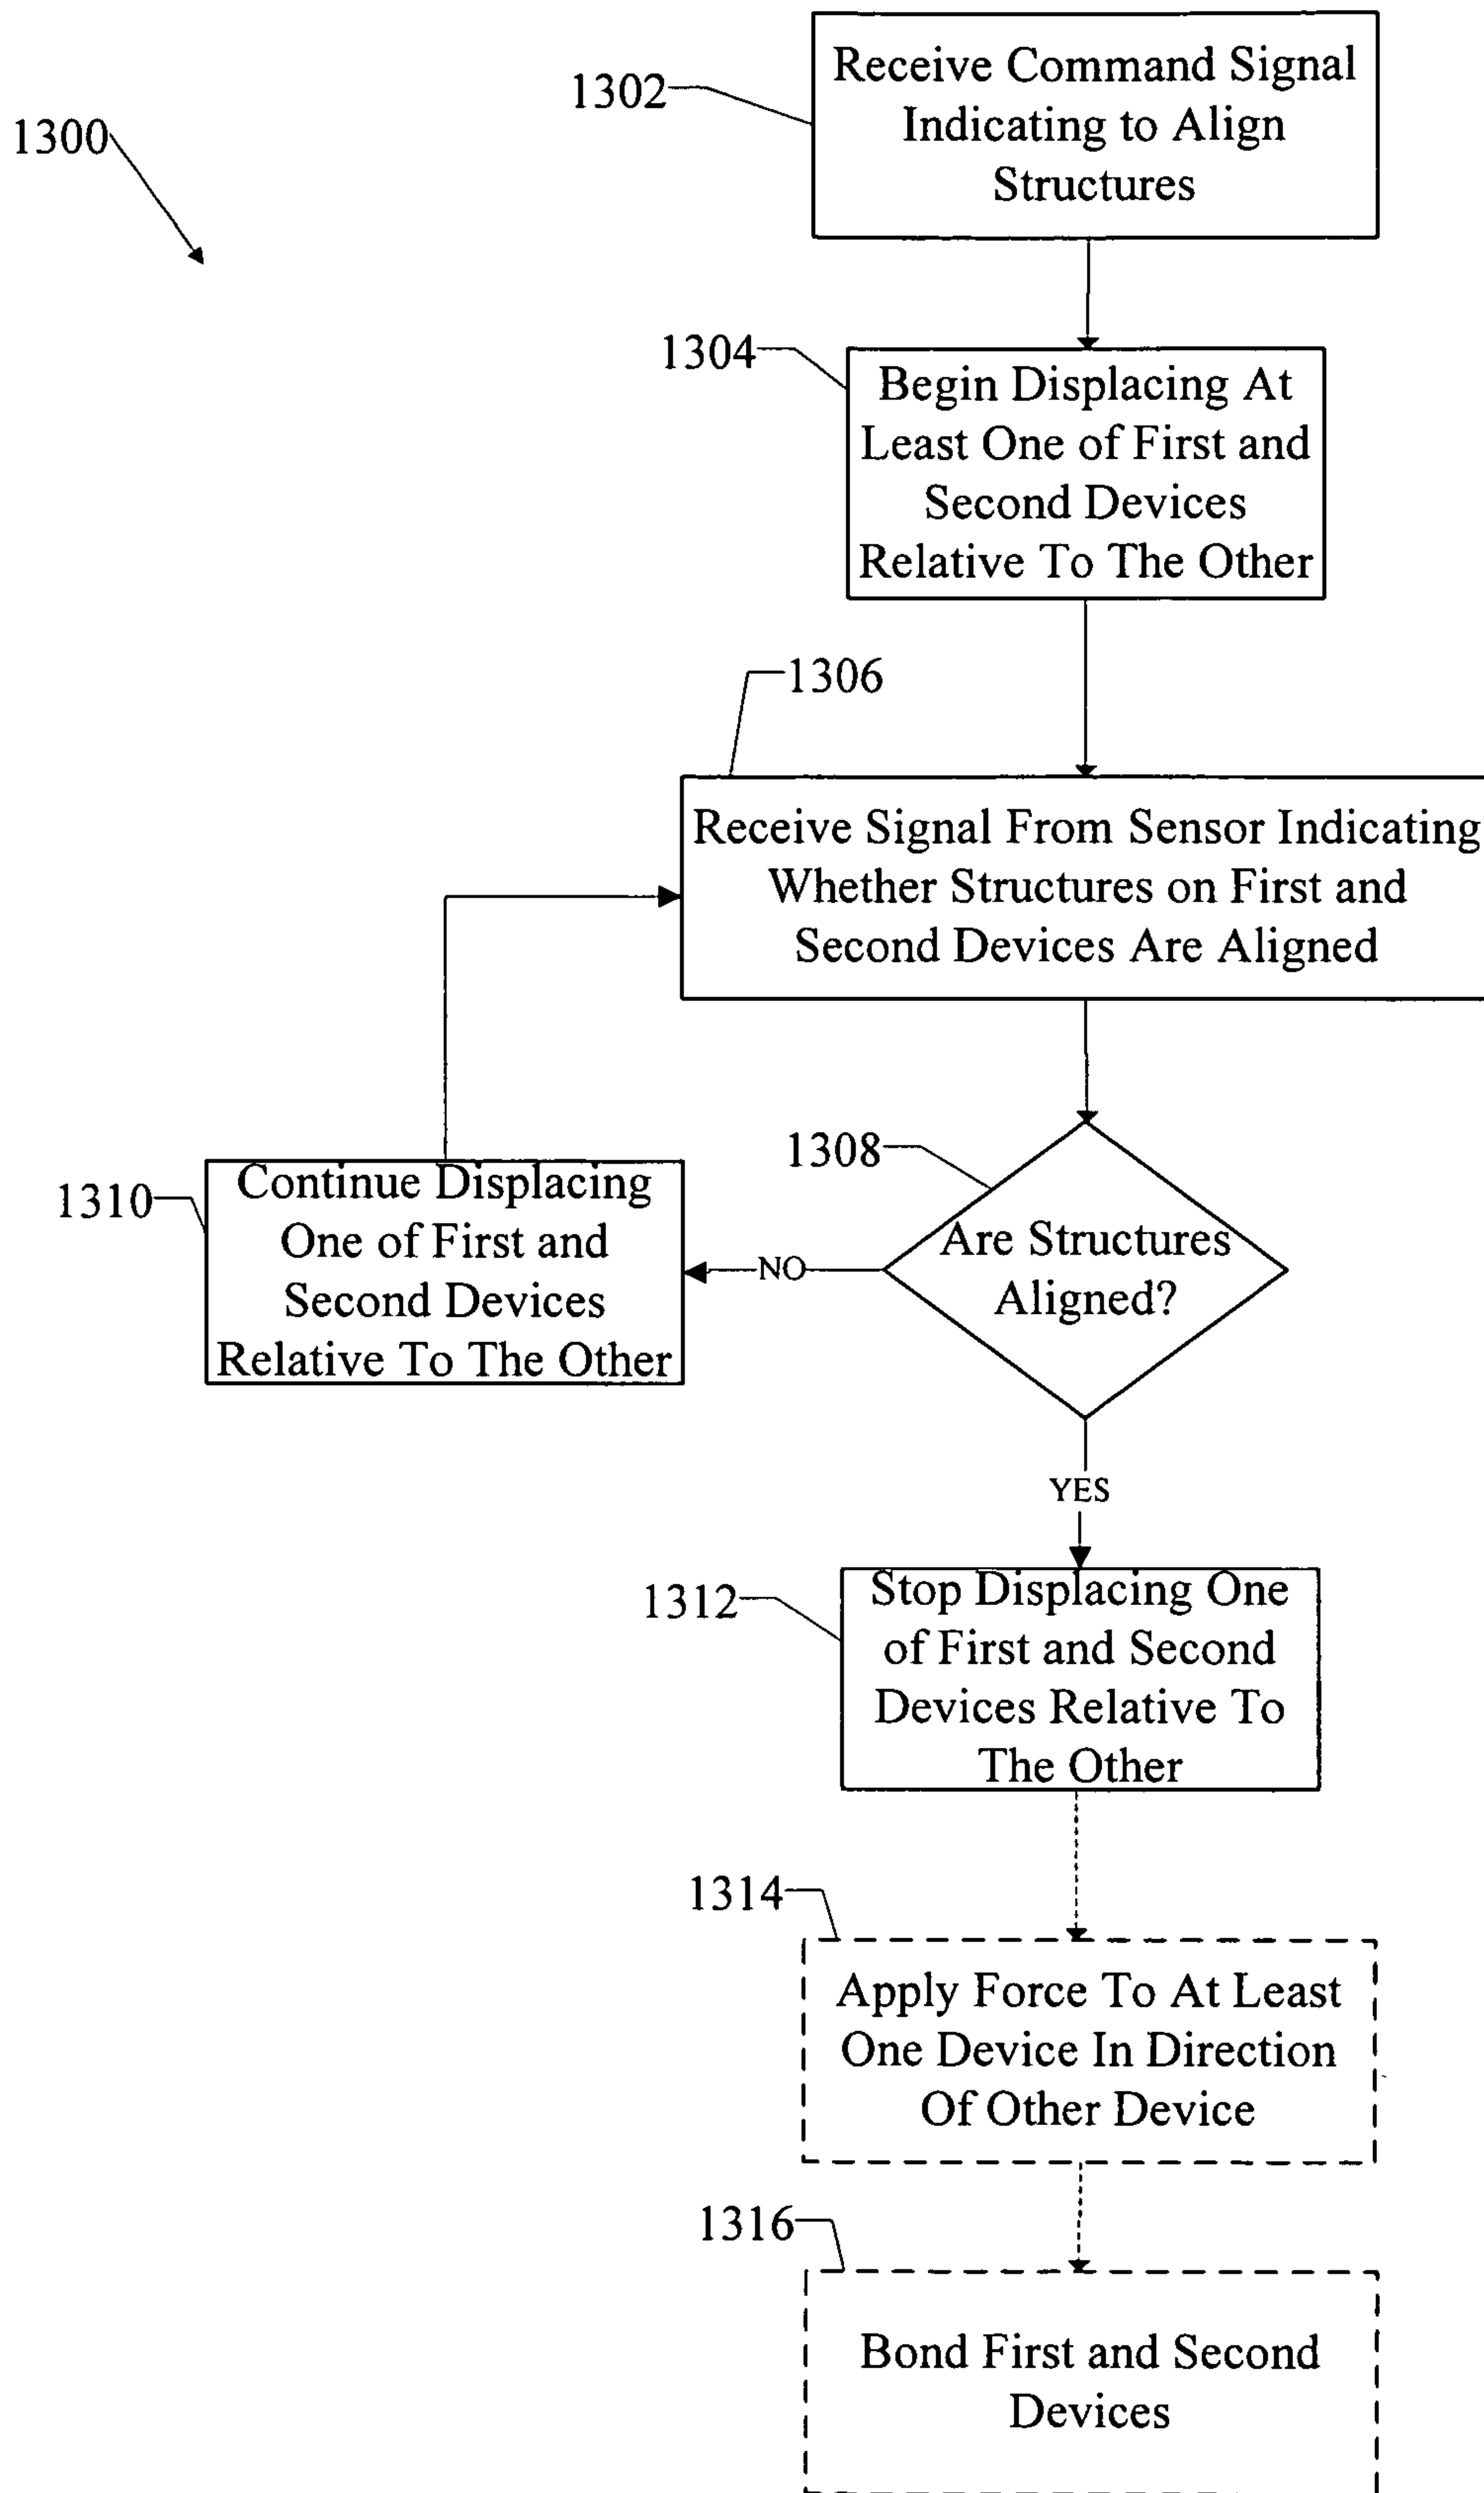 1300
1302
Receive Command Signal
Indicating to Align
Structures
1304
Begin Displacing At
Least One of First and
Second Devices
Relative To The Other
1306
Receive Signal From Sensor Indicating
Whether Structures on First and
Second Devices Are Aligned
1308
Are Structures
Aligned?
NO
1310
Continue Displacing
One of First and
Second Devices
Relative To The Other
YES
1312
Stop Displacing One
of First and Second
Devices Relative To
The Other
1314
Apply Force To At Least
One Device In Direction
Of Other Device
1316
Bond First and Second
Devices